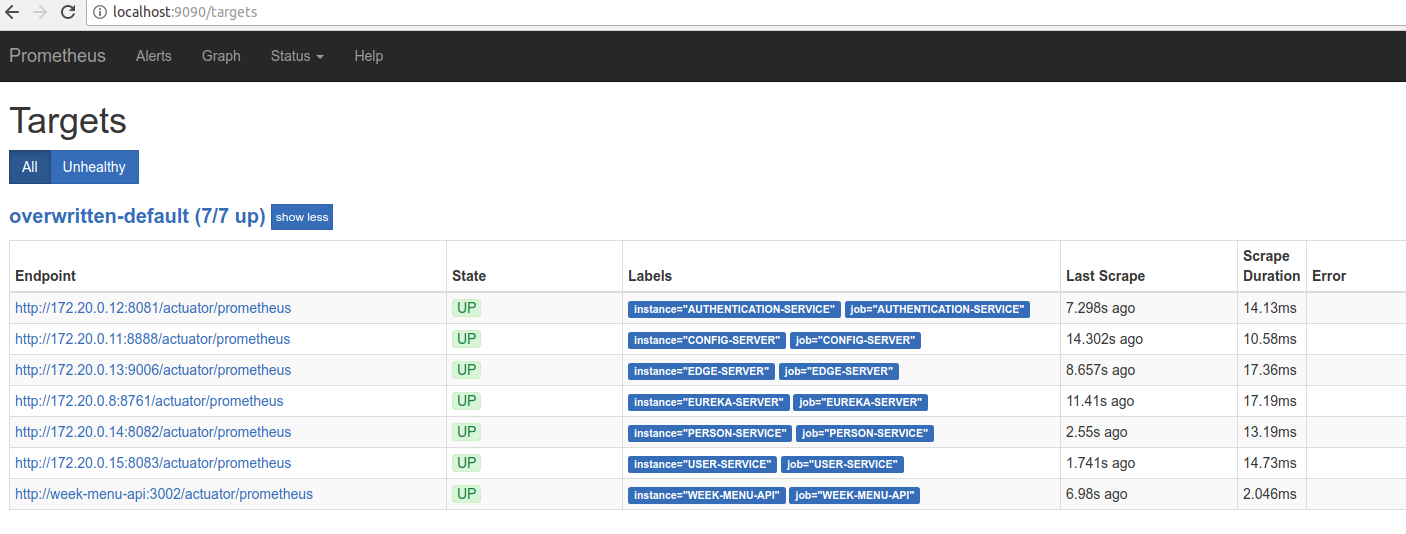 localhost:9090/targets
Prometheus Alerts Graph Status Help
Targets
All Unhealthy
overwritten-default (7/7 up) show less
Endpoint State Labels Last Scrape Scrape Duration Error
http://172.20.0.12:8081/actuator/prometheus UP instance="AUTHENTICATION-SERVICE" job="AUTHENTICATION-SERVICE" 7.298s ago 14.13ms
http://172.20.0.11:8888/actuator/prometheus UP instance="CONFIG-SERVER" job="CONFIG-SERVER" 14.302s ago 10.58ms
http://172.20.0.13:9006/actuator/prometheus UP instance="EDGE-SERVER" job="EDGE-SERVER" 8.657s ago 17.36ms
http://172.20.0.8:8761/actuator/prometheus UP instance="EUREKA-SERVER" job="EUREKA-SERVER" 11.41s ago 17.19ms
http://172.20.0.14:8082/actuator/prometheus UP instance="PERSON-SERVICE" job="PERSON-SERVICE" 2.55s ago 13.19ms
http://172.20.0.15:8083/actuator/prometheus UP instance="USER-SERVICE" job="USER-SERVICE" 1.741s ago 14.73ms
http://week-menu-api:3002/actuator/prometheus UP instance="WEEK-MENU-API" job="WEEK-MENU-API" 6.98s ago 2.046ms